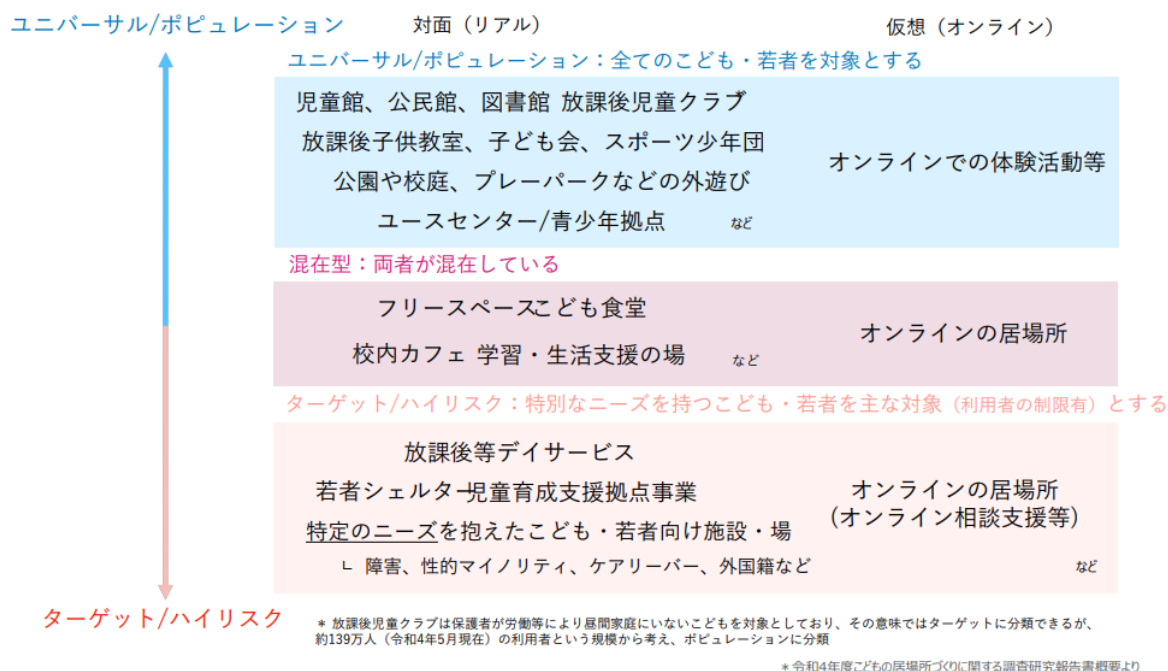 ユニバーサル/ポピュレーション
対面（リアル）
仮想（オンライン）
ユニバーサル/ポピュレーション：全てのこども・若者を対象とする
児童館、公民館、図書館 放課後児童クラブ
放課後子供教室、子ども会、スポーツ少年団
公園や校庭、プレーパークなどの外遊び
ユースセンター/青少年拠点 など
オンラインでの体験活動等
混在型：両者が混在している
フリースペース こども食堂
校内カフェ 学習・生活支援の場 など
オンラインの居場所
ターゲット/ハイリスク：特別なニーズを持つこども・若者を主な対象（利用者の制限有）とする
放課後等デイサービス
若者シェルター 児童育成支援拠点事業
特定のニーズを抱えたこども・若者向け施設・場
∟ 障害、性的マイノリティ、ケアリーバー、外国籍など
オンラインの居場所
(オンライン相談支援等)
など
ターゲット/ハイリスク
＊ 放課後児童クラブは保護者が労働等により昼間家庭にいないこどもを対象としており、その意味ではターゲットに分類できるが、
約139万人（令和4年5月現在）の利用者という規模から考え、ポピュレーションに分類
＊令和4年度こどもの居場所づくりに関する調査研究報告書概要より